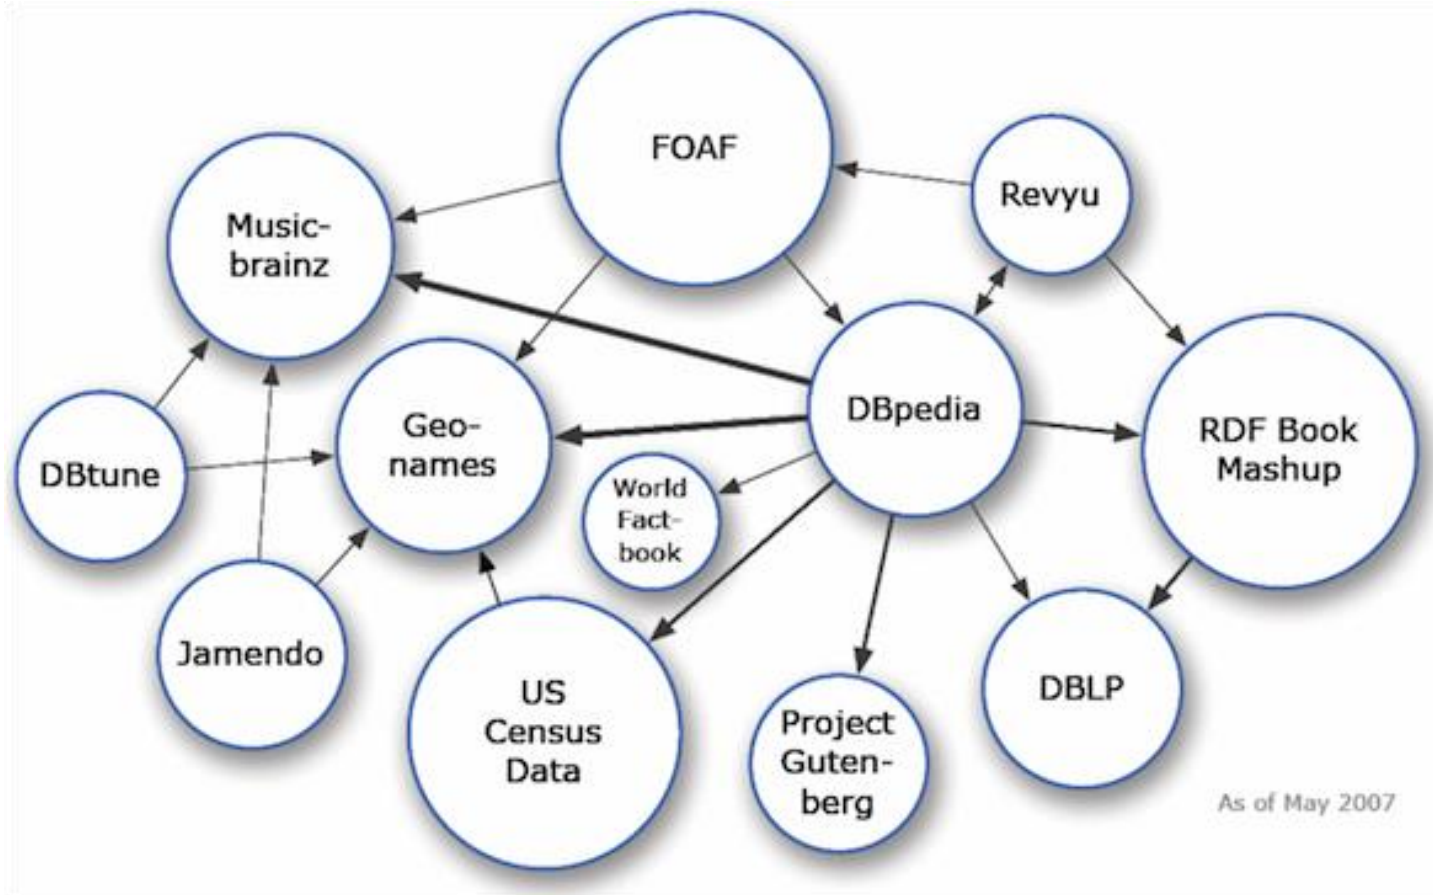 FOAF
Revyu
Music-
brainz
DBpedia
Geo-
names
RDF Book
Mashup
DBtune
World
Fact-
book
Jamendo
US
Census
Data
Project
Guten-
berg
DBLP
As of May 2007